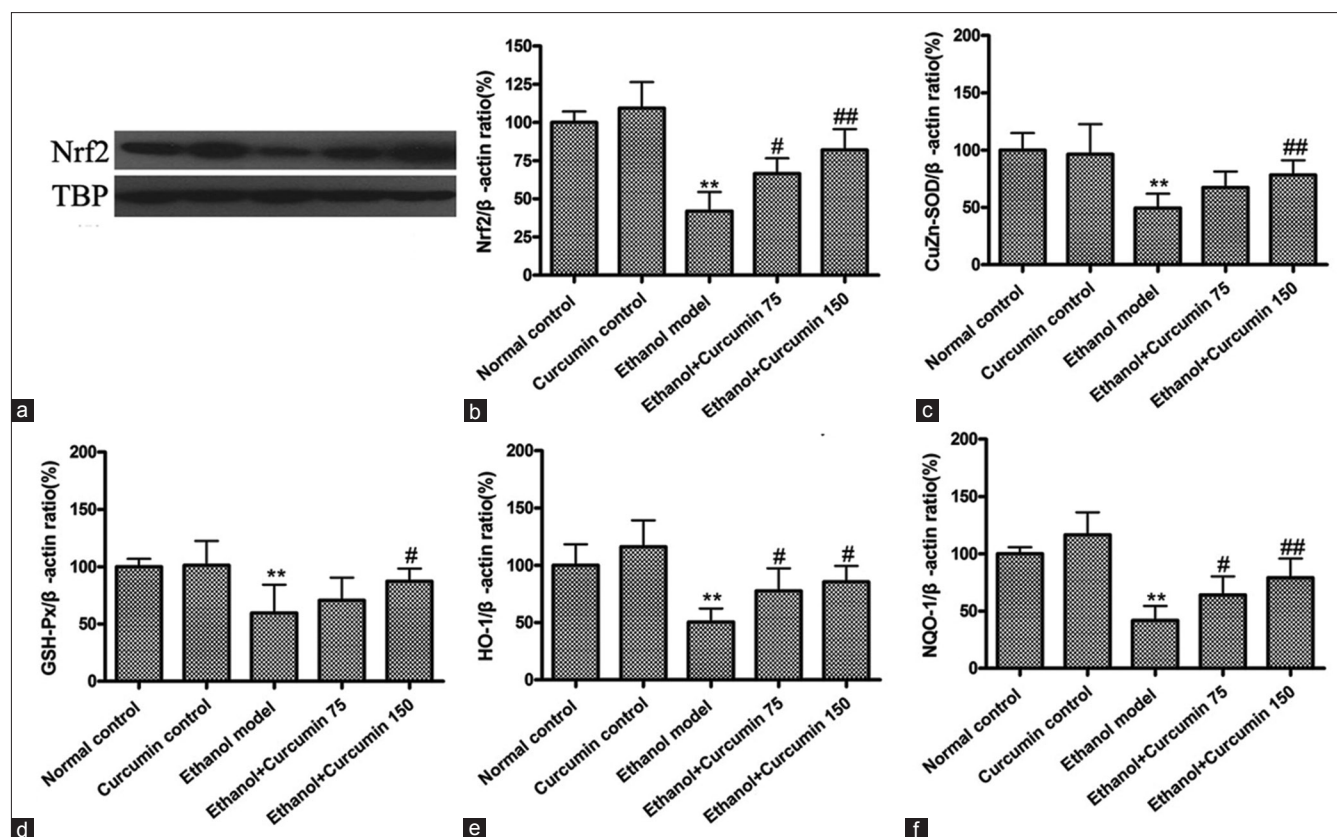 Nrf2
TBP
a
Nrf2/β -actin ratio(%)
150
125
100
75
50
25
0
**
#
##
Normal control
Curcumin control
Ethanol model
Ethanol+Curcumin 75
Ethanol+Curcumin 150
b
CuZn-SOD/β -actin ratio(%)
200
150
100
50
0
**
##
Normal control
Curcumin control
Ethanol model
Ethanol+Curcumin 75
Ethanol+Curcumin 150
c
GSH-Px/β -actin ratio(%)
200
150
100
50
0
**
#
Normal control
Curcumin control
Ethanol model
Ethanol+Curcumin 75
Ethanol+Curcumin 150
d
HO-1/β -actin ratio(%)
200
150
100
50
0
**
#
#
Normal control
Curcumin control
Ethanol model
Ethanol+Curcumin 75
Ethanol+Curcumin 150
e
NQO-1/β -actin ratio(%)
200
150
100
50
0
**
#
##
Normal control
Curcumin control
Ethanol model
Ethanol+Curcumin 75
Ethanol+Curcumin 150
f